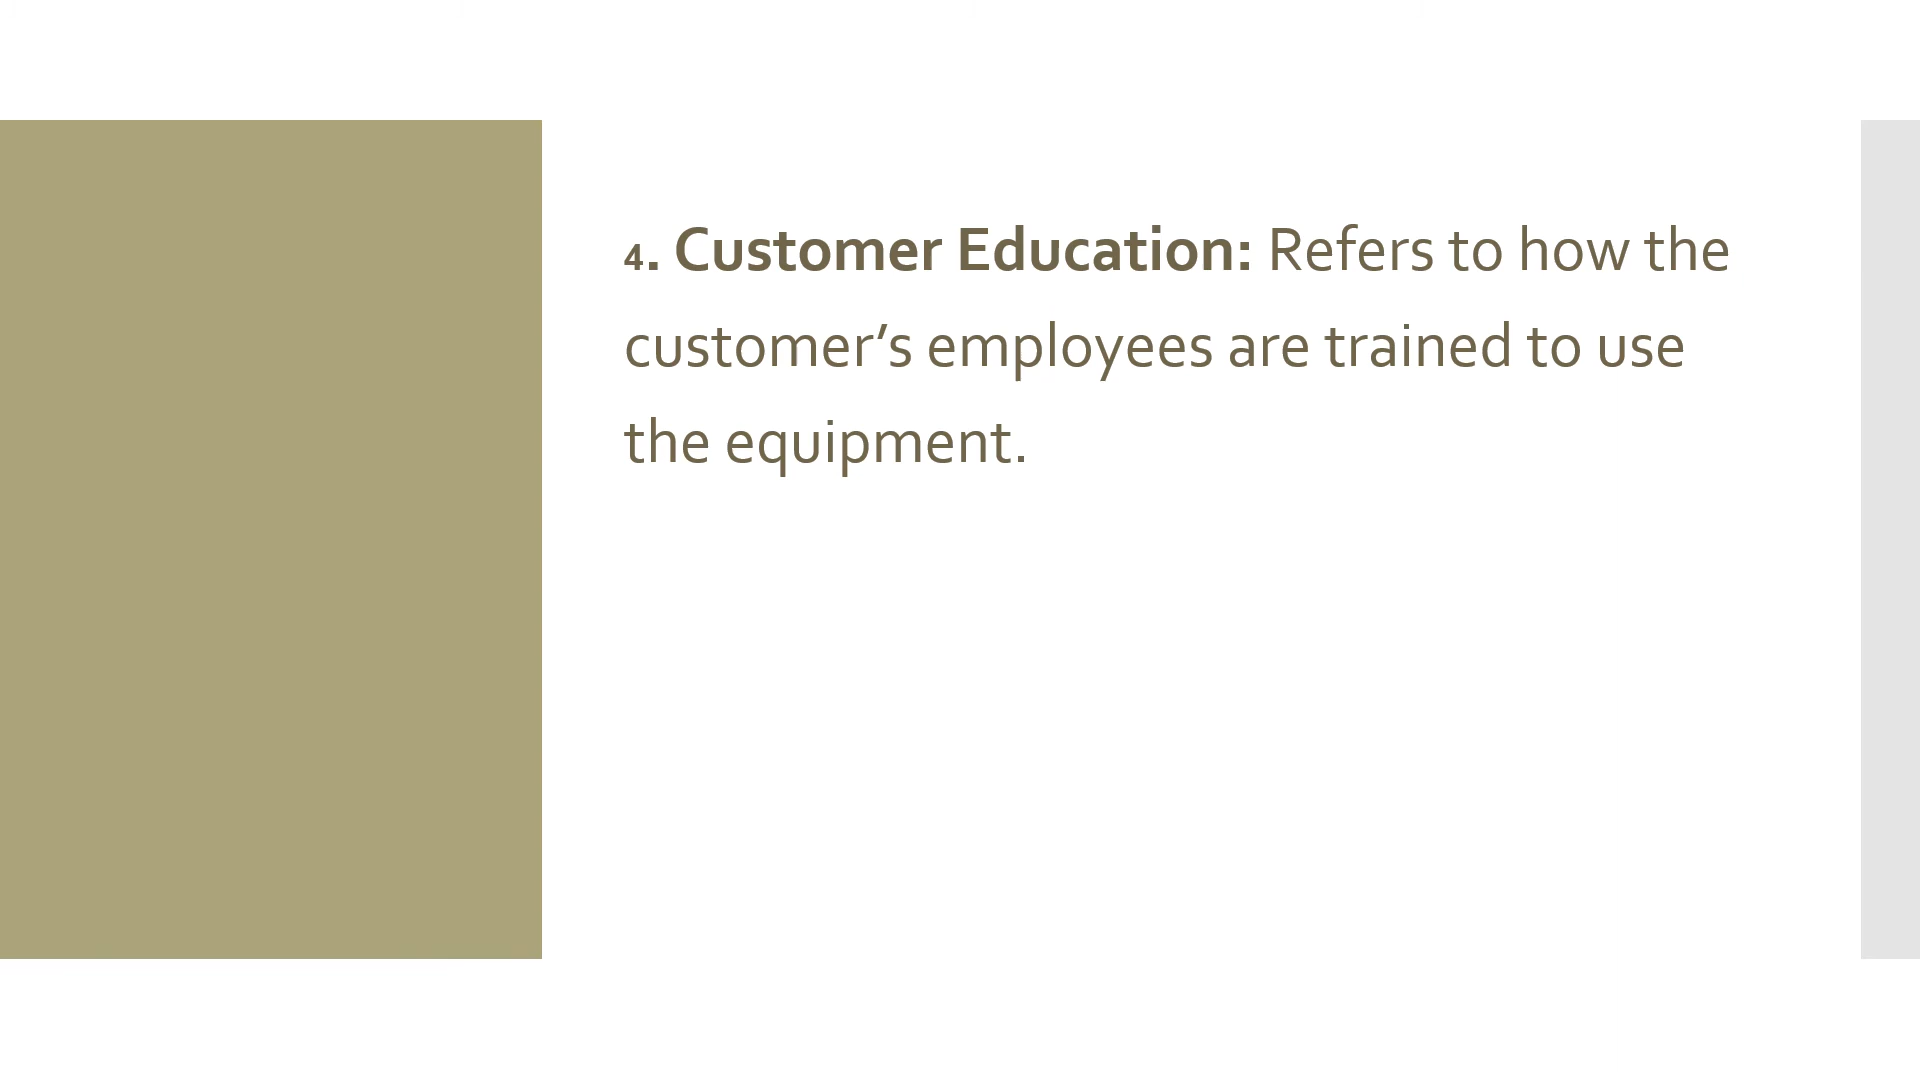 4. Customer Education: Refers to how the
customer’s employees are trained to use
the equipment.